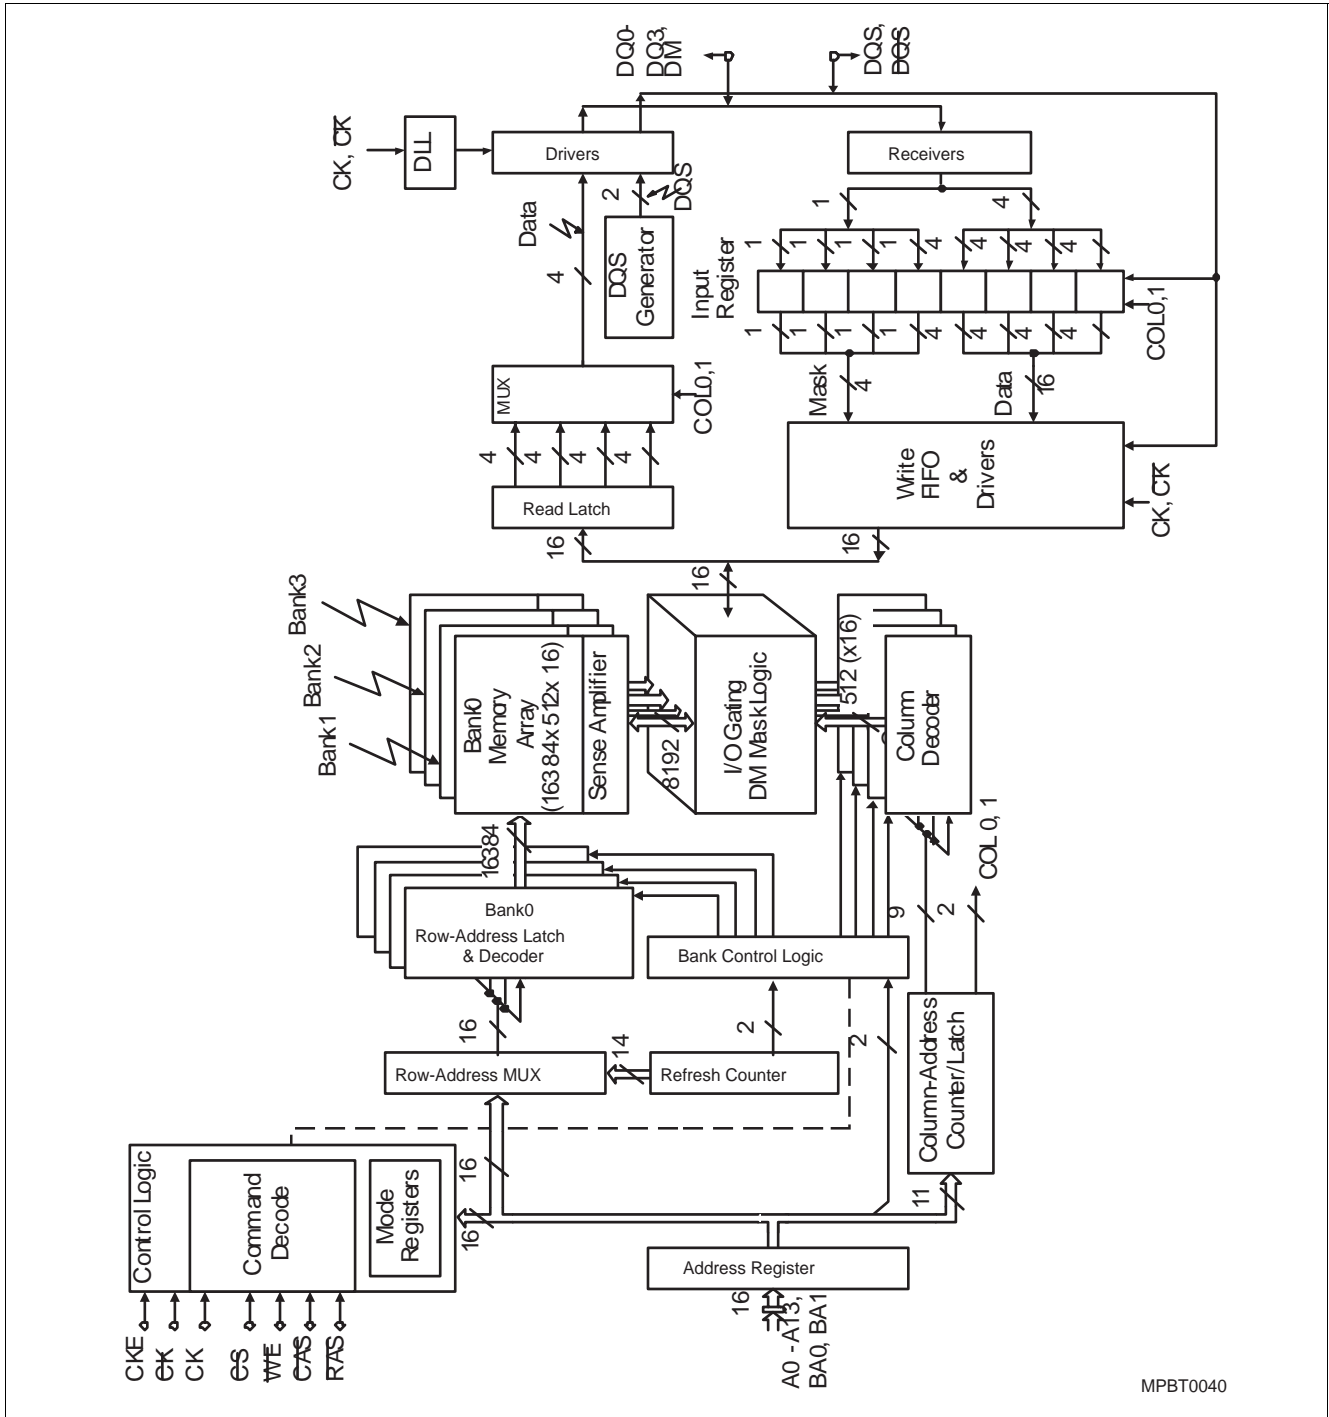 DQ0-
DQ3,
DM
DQS,
DQS
CK, CK
DLL
Drivers
Receivers
2
DQS
1
4
Data
DQS
Generator
4
Input
Register
1
1
1
1
4
4
4
4
COL0,1
1
1
1
1
4
4
4
4
Mask
4
Data
16
MUX
COL0,1
4
4
4
4
Read Latch
Write
FIFO
&
Drivers
CK, CK
16
16
16
Bank3
Bank2
Bank1
Bank0
Memory
Array
(16384x512x 16)
Sense Amplifier
8192
I/O Gating
DM Mask Logic
512 (x16)
Column
Decoder
16384
COL 0, 1
Bank0
Row-Address Latch
& Decoder
9
2
Bank Control Logic
16
2
2
Row-Address MUX
14
Refresh Counter
Column-Address
Counter/Latch
Control Logic
Command
Decode
Mode
Registers
16
16
11
Address Register
16
A0 - A13,
BA0, BA1
CKE
CK
CK
CS
WE
CAS
RAS
MPBT0040